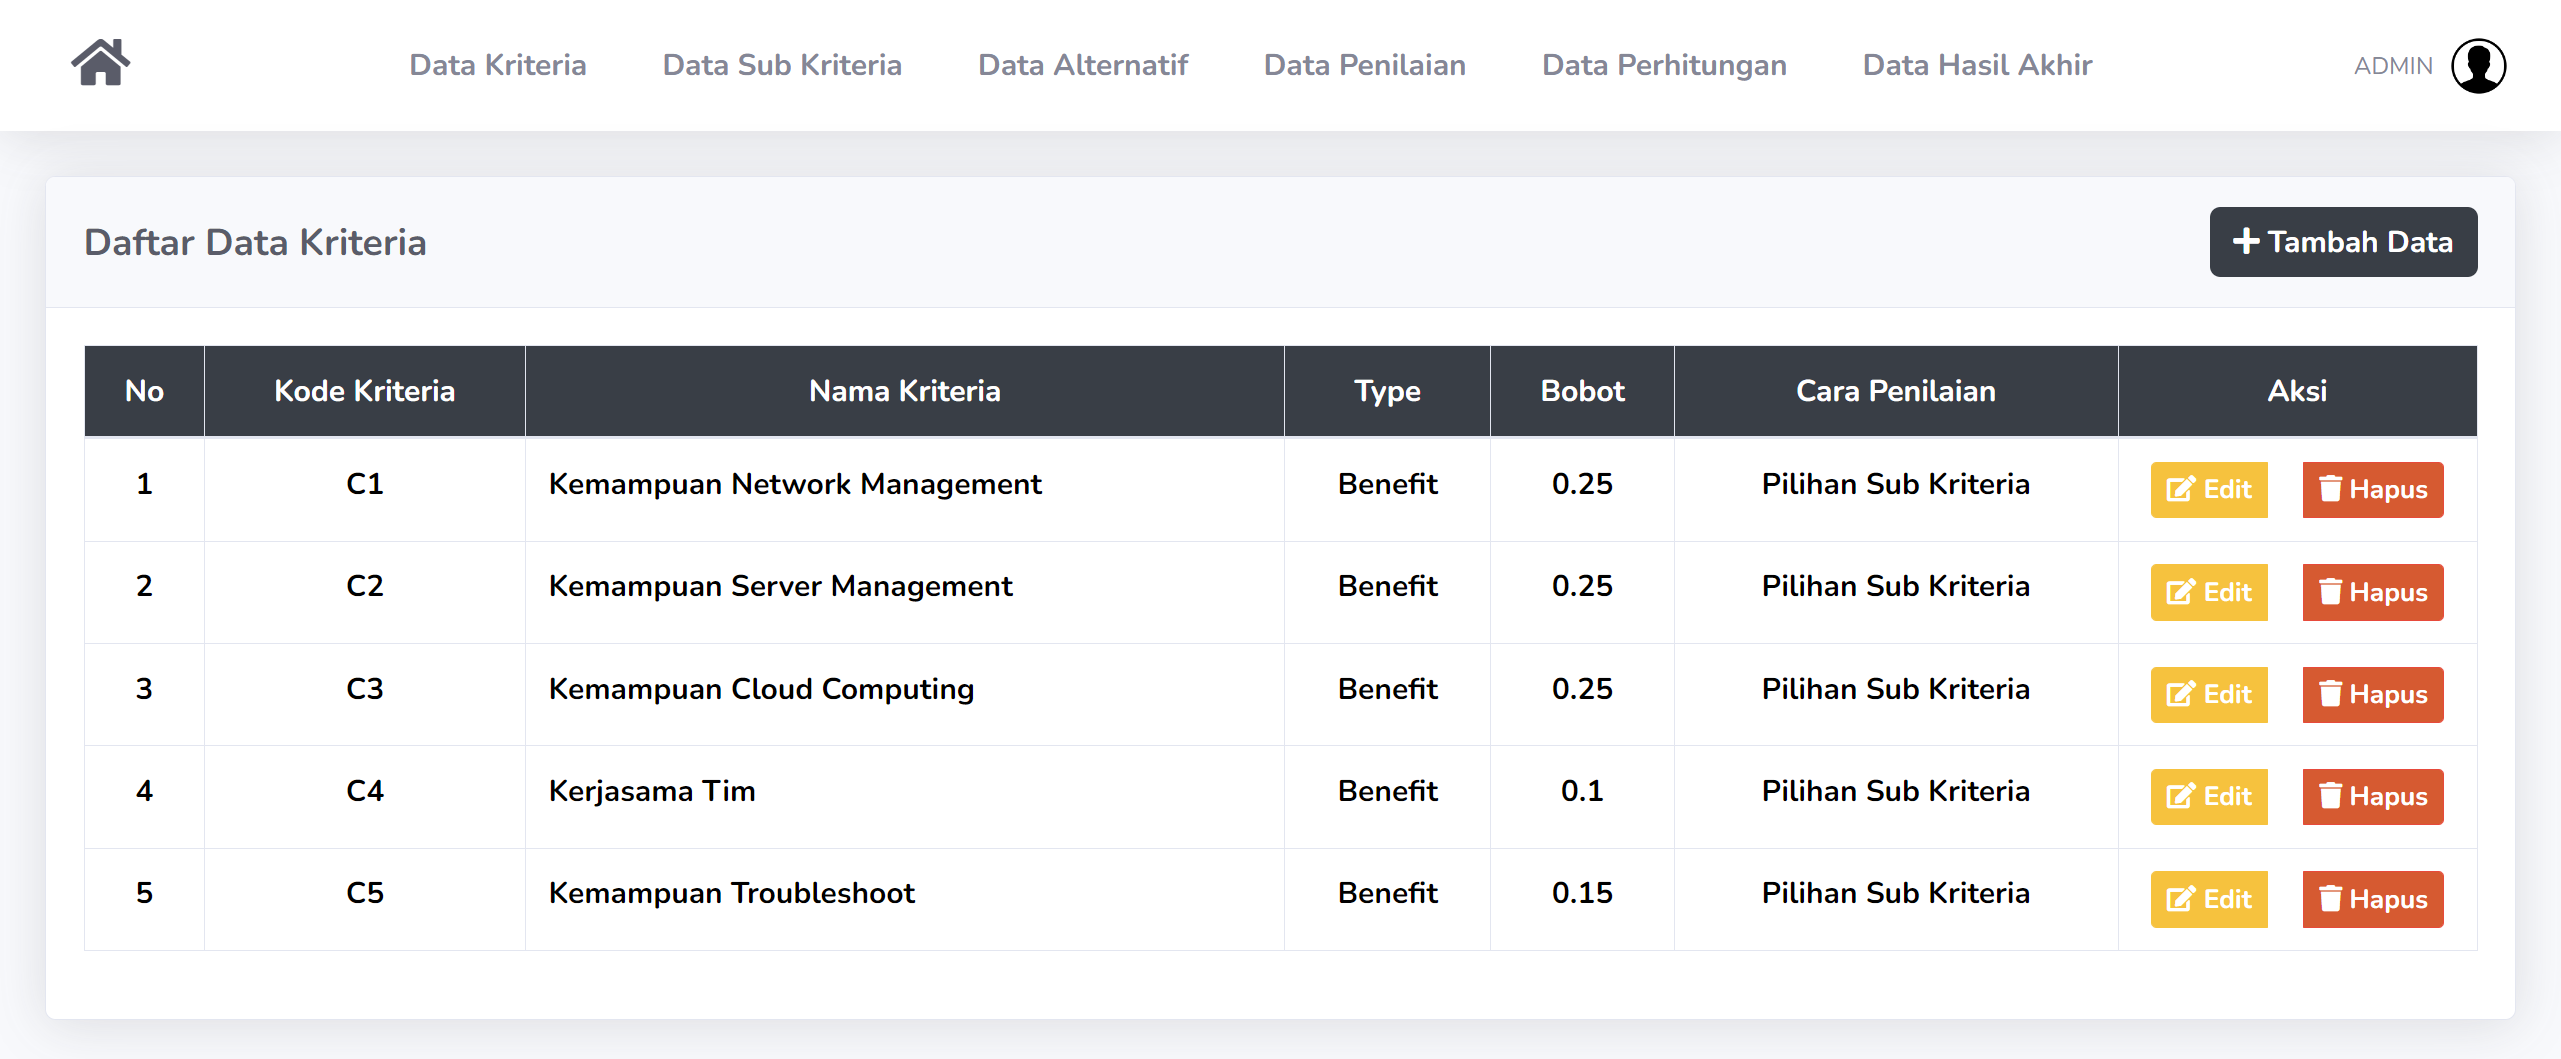 Data Kriteria Data Sub Kriteria Data Alternatif Data Penilaian Data Perhitungan Data Hasil Akhir ADMIN
Daftar Data Kriteria Tambah Data
No Kode Kriteria Nama Kriteria Type Bobot Cara Penilaian Aksi
1 C1 Kemampuan Network Management Benefit 0.25 Pilihan Sub Kriteria Edit Hapus
2 C2 Kemampuan Server Management Benefit 0.25 Pilihan Sub Kriteria Edit Hapus
3 C3 Kemampuan Cloud Computing Benefit 0.25 Pilihan Sub Kriteria Edit Hapus
4 C4 Kerjasama Tim Benefit 0.1 Pilihan Sub Kriteria Edit Hapus
5 C5 Kemampuan Troubleshoot Benefit 0.15 Pilihan Sub Kriteria Edit Hapus